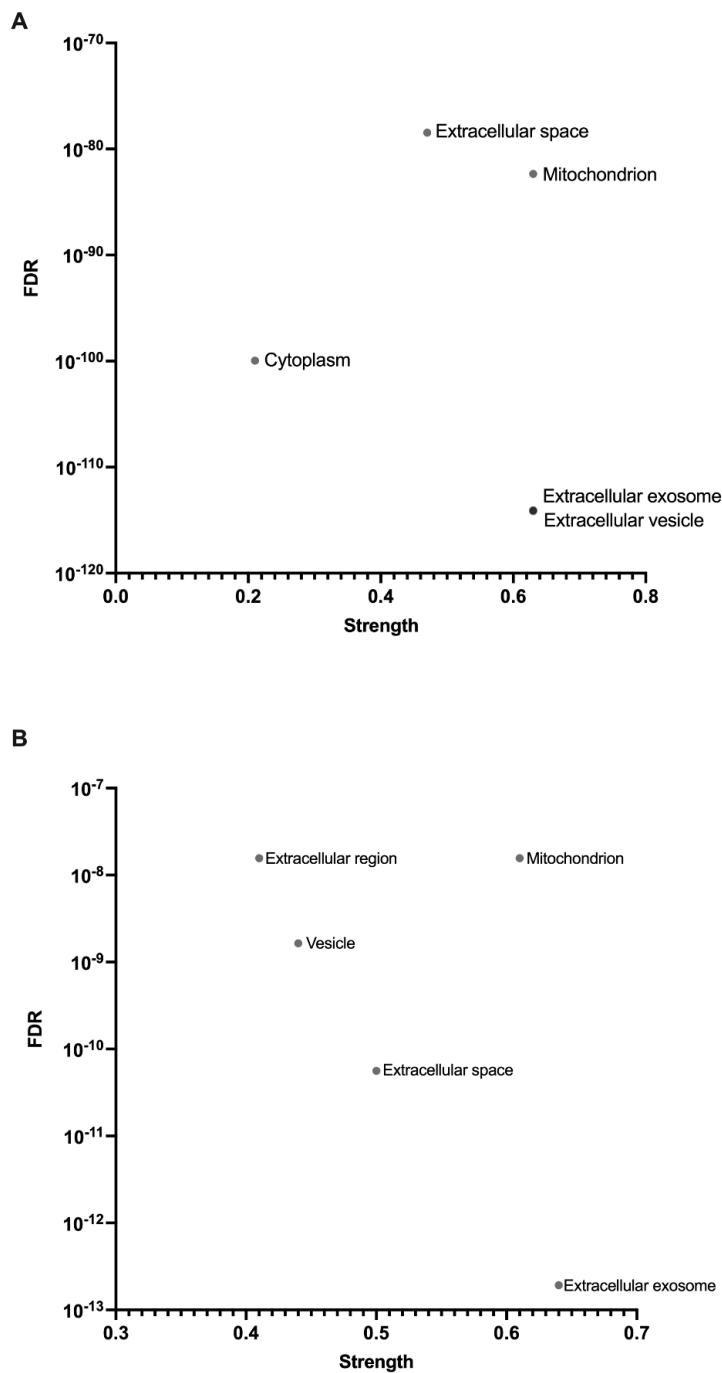 A
10-70
Extracellular space
10-80
Mitochondrion
10-90
FDR
10-100
Cytoplasm
10-110
Extracellular exosome
Extracellular vesicle
10-120
0.0 0.2 0.4 0.6 0.8
Strength
B
10-7
Extracellular region Mitochondrion
10-8
Vesicle
10-9
FDR
10-10
Extracellular space
10-11
10-12
Extracellular exosome
10-13
0.3 0.4 0.5 0.6 0.7
Strength